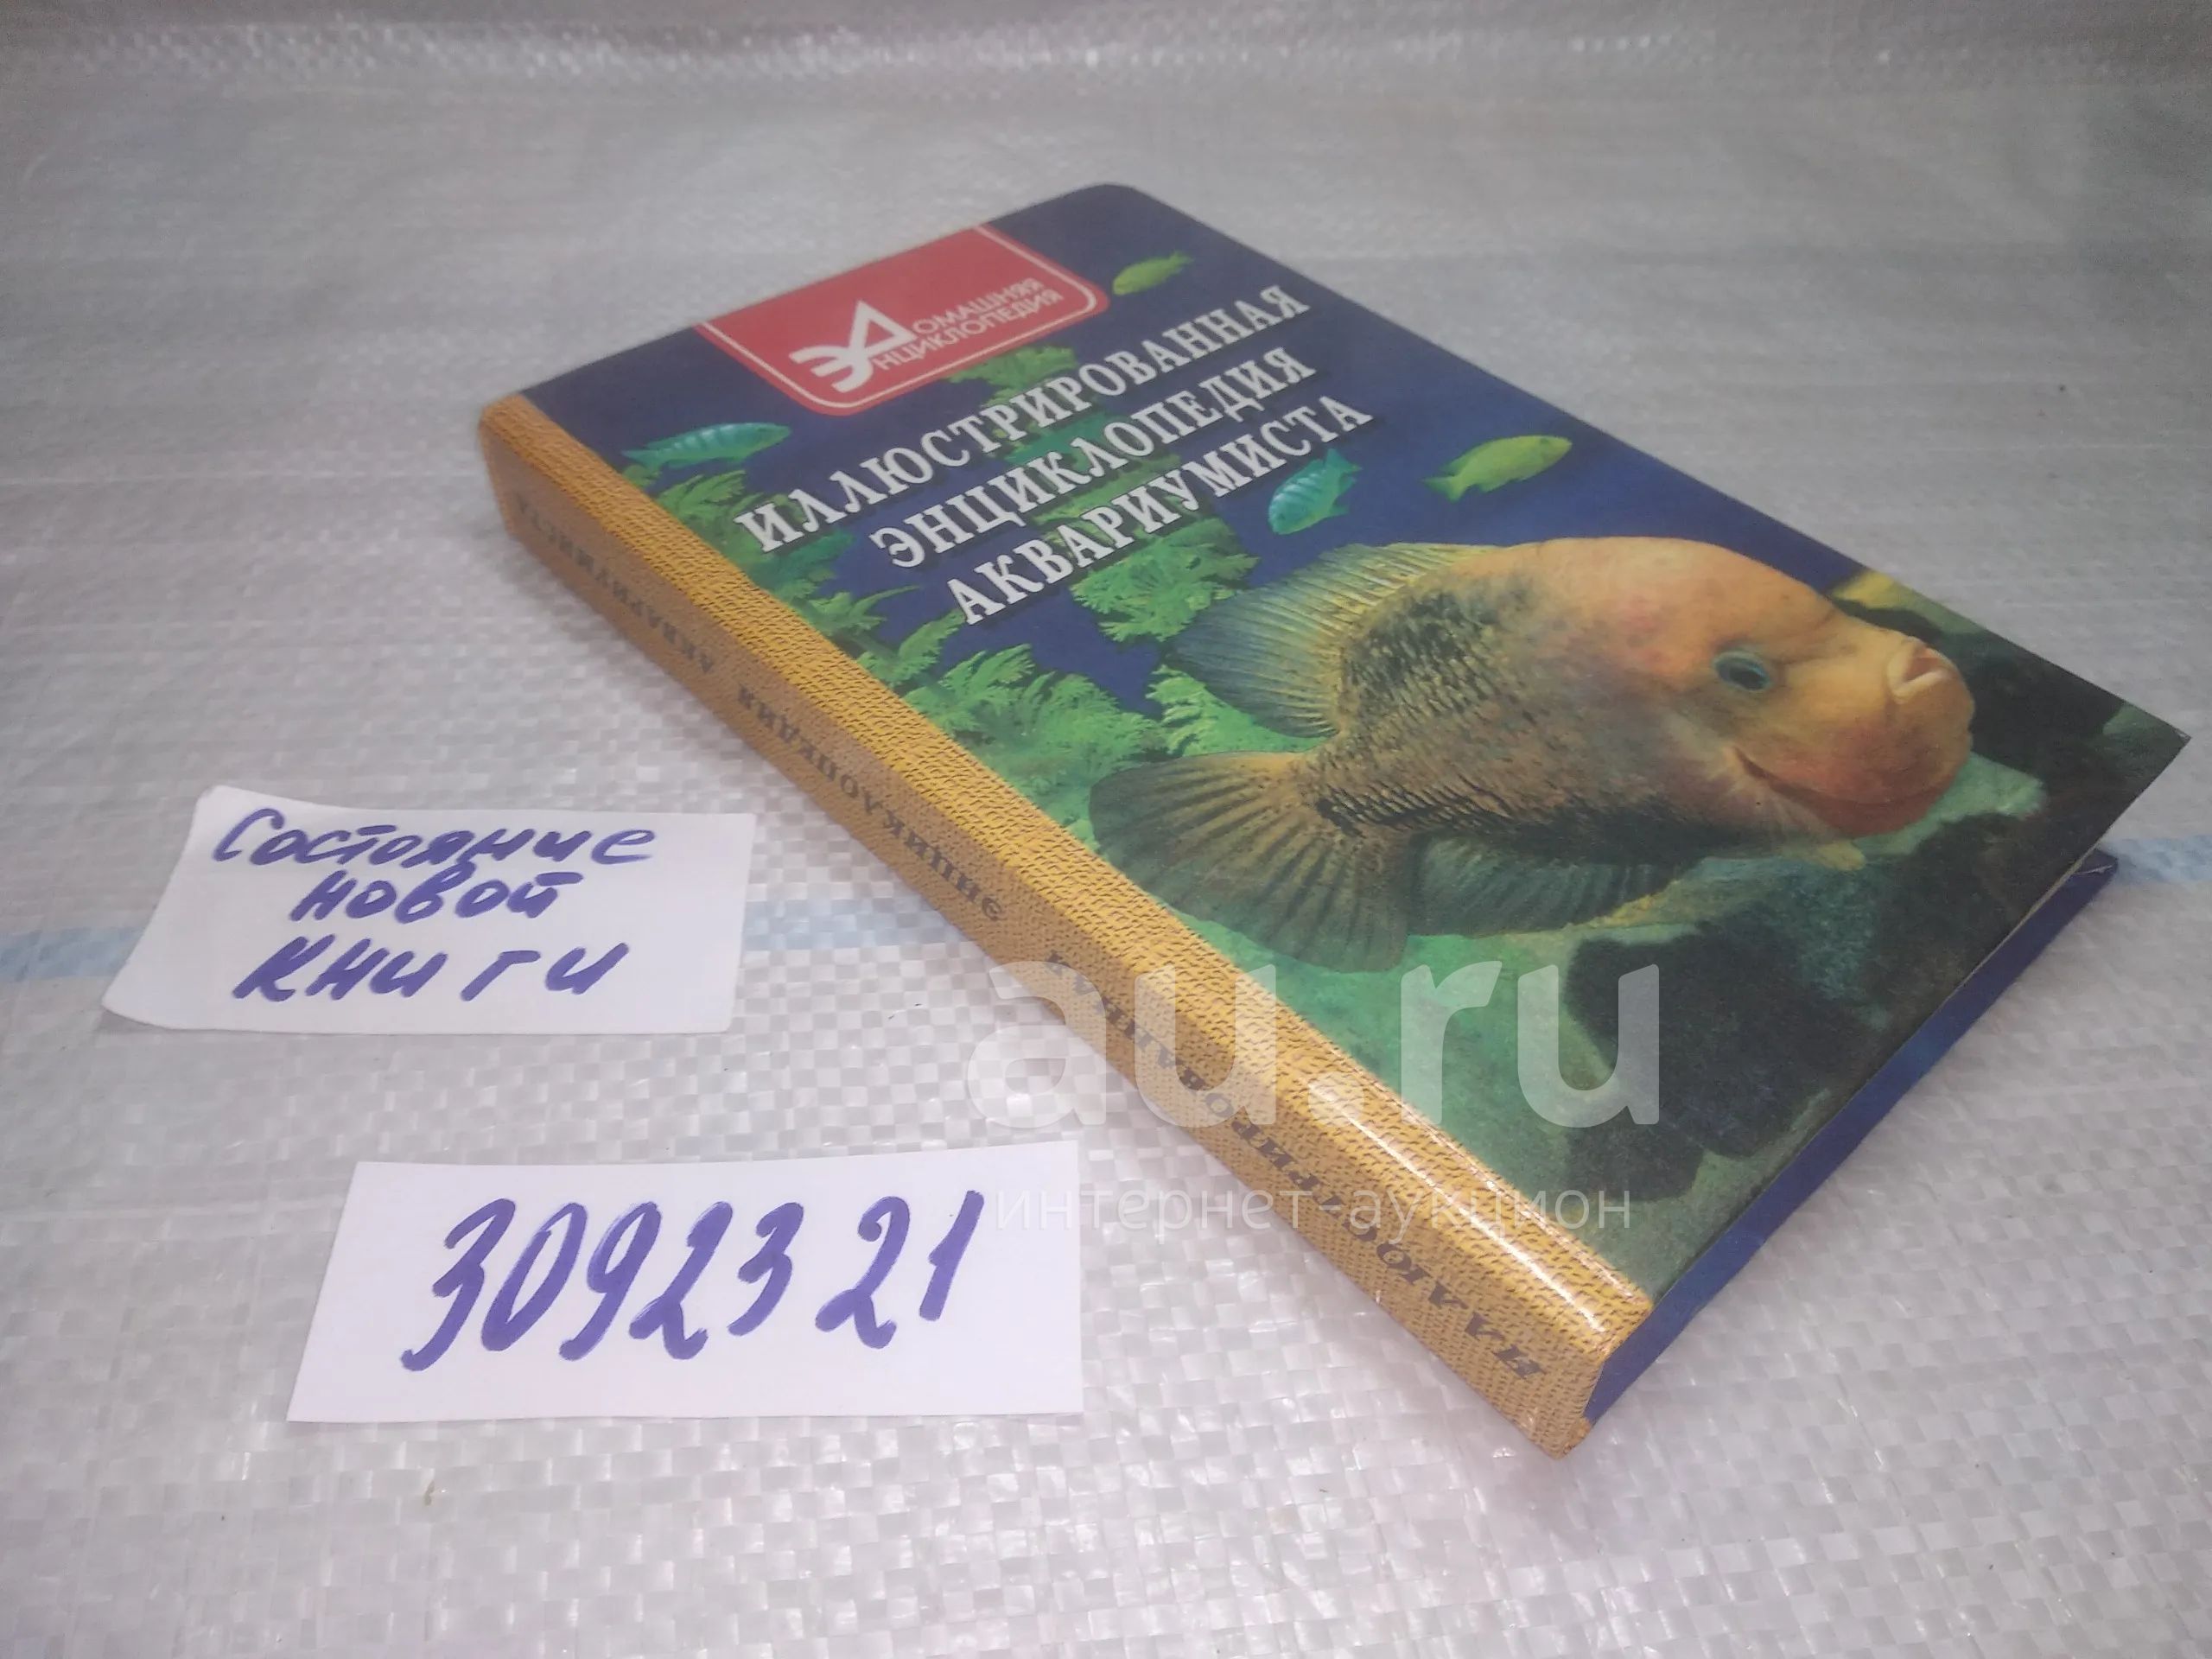 ДОМАШНЯЯ
ЭНЦИКЛОПЕДИЯ
ИЛЛЮСТРИРОВАННАЯ
ЭНЦИКЛОПЕДИЯ
АКВАРИУМИСТА
ИЛЛЮСТРИРОВАННАЯ ЭНЦИКЛОПЕДИЯ АКВАРИУМИСТА
Состояние
новой
книги
3092321
au.ru
интернет-аукцион